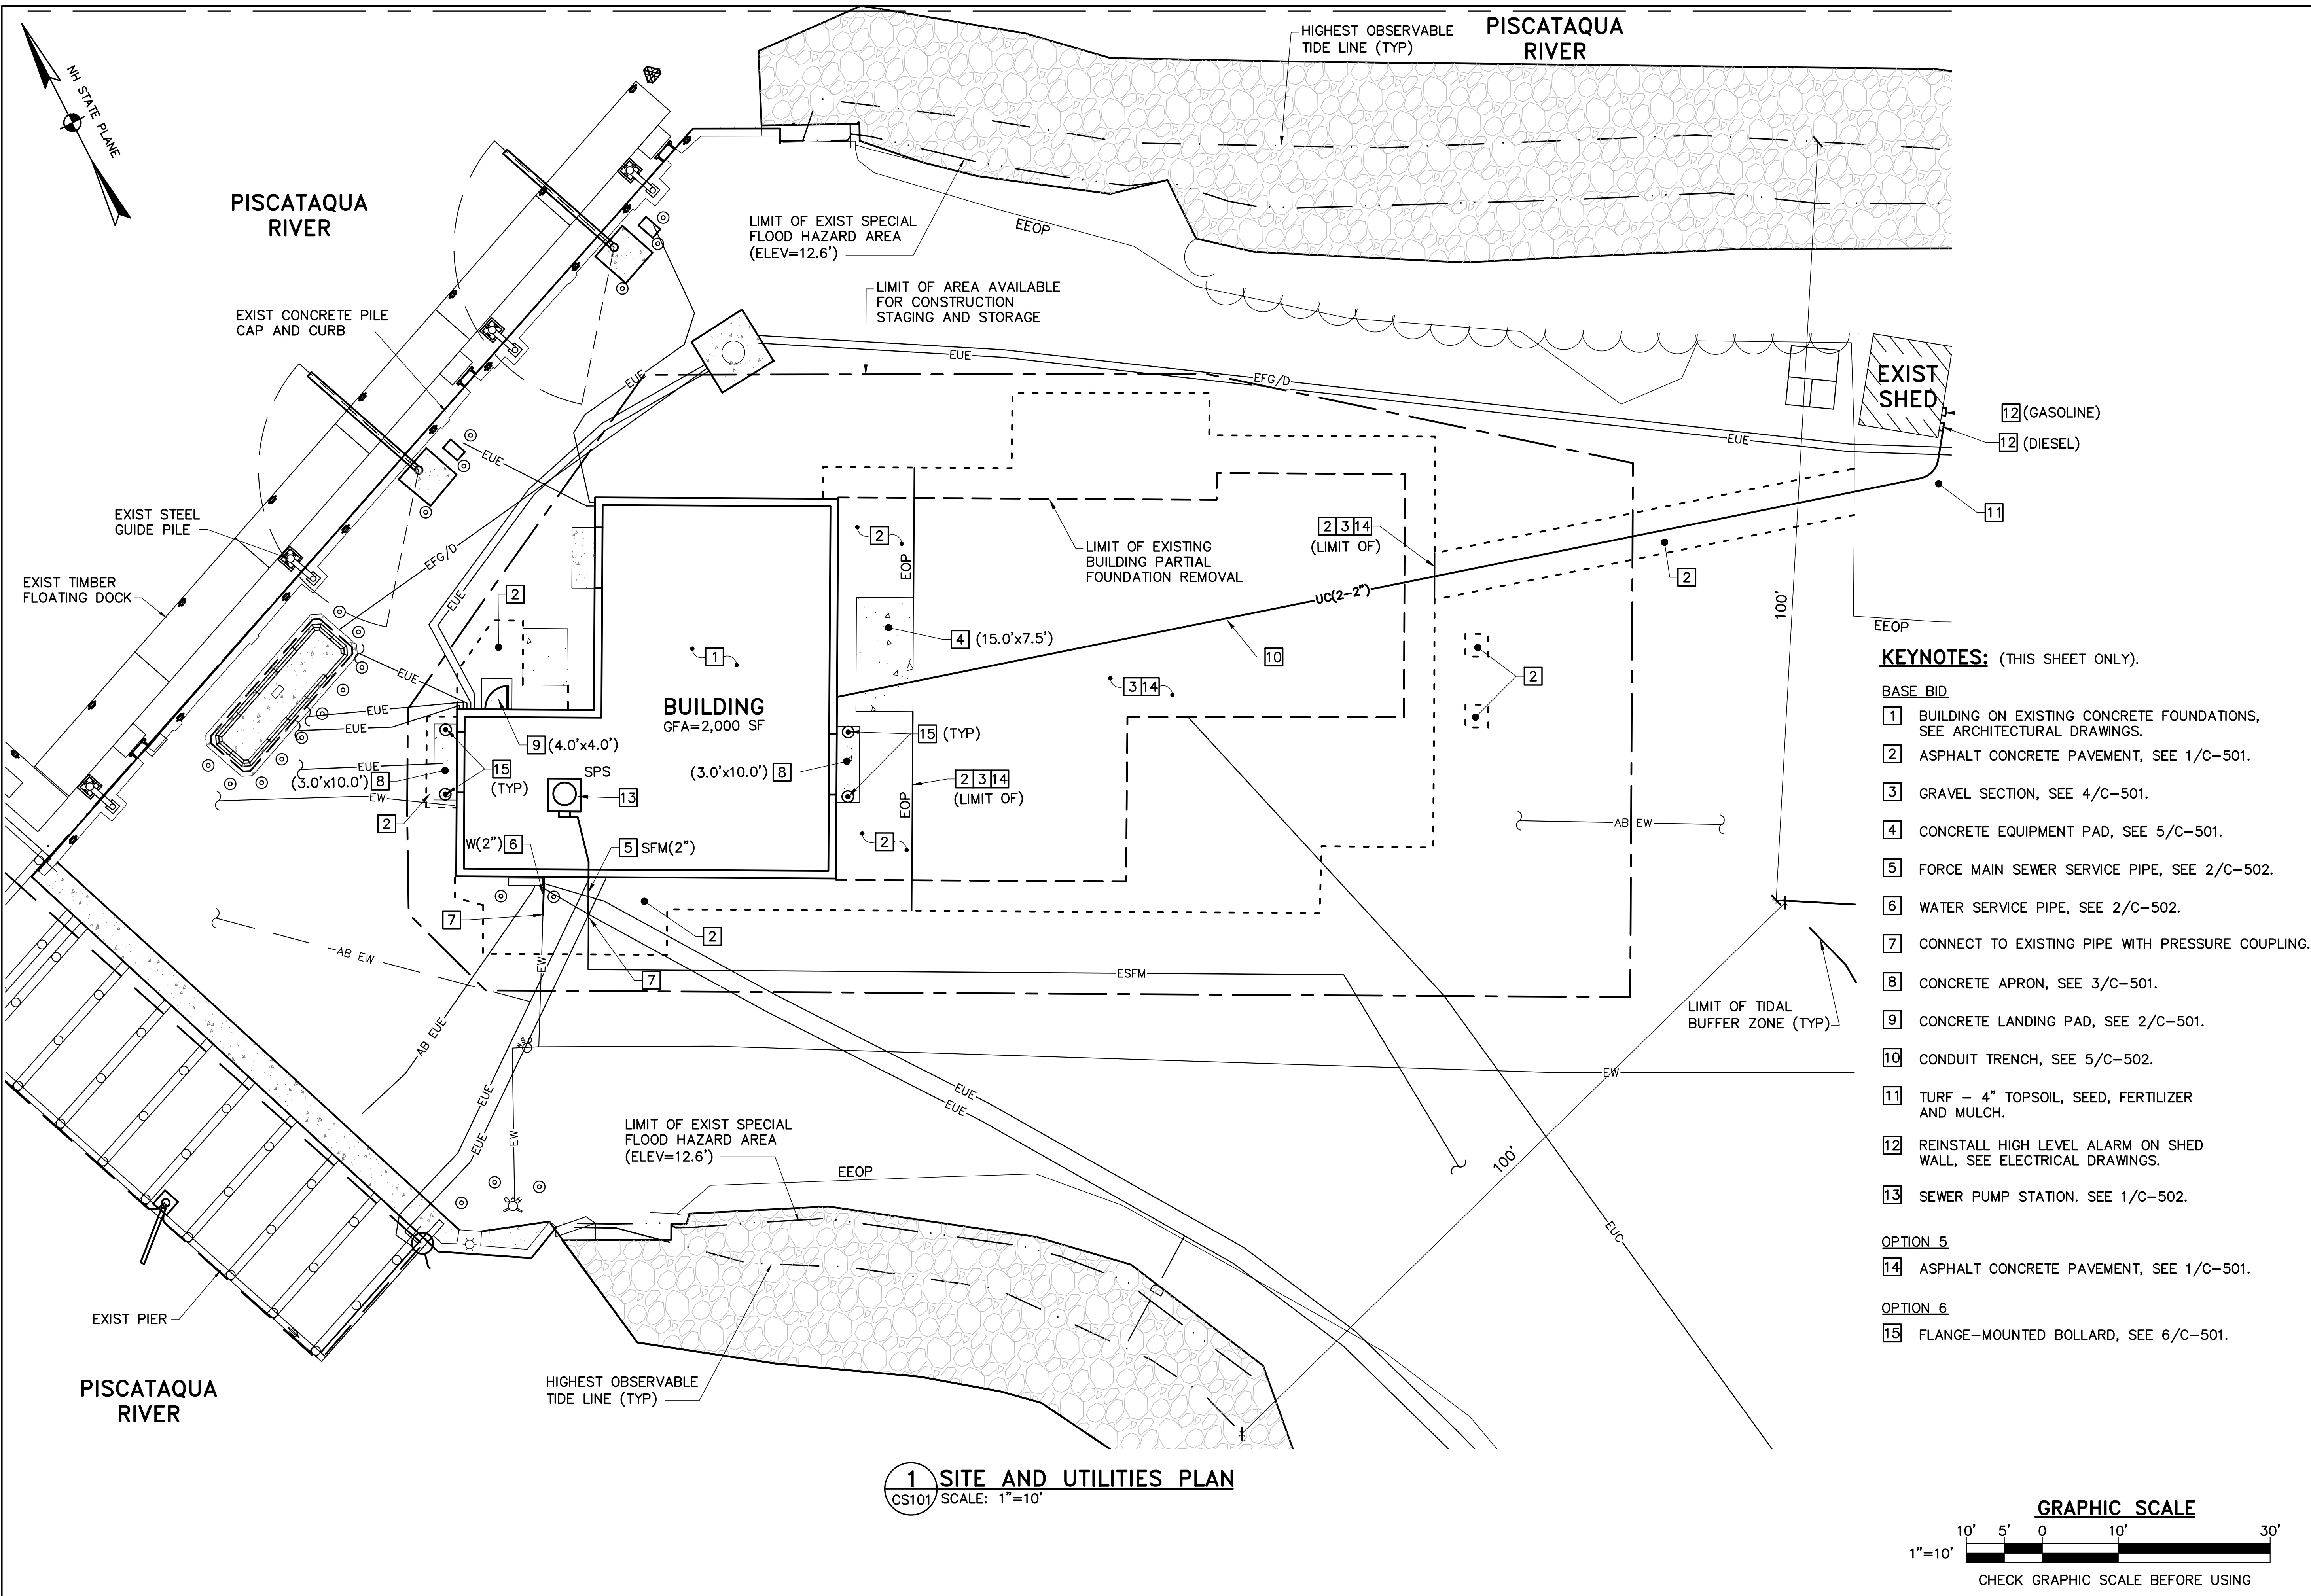 PISCATAQUA
RIVER
HIGHEST OBSERVABLE
TIDE LINE (TYP)
NH STATE PLANE
PISCATAQUA
RIVER
LIMIT OF EXIST SPECIAL
FLOOD HAZARD AREA
(ELEV=12.6')
EEOP
LIMIT OF AREA AVAILABLE
FOR CONSTRUCTION
STAGING AND STORAGE
EXIST CONCRETE PILE
CAP AND CURB
EUE
EFG/D
EUE
EUE
EXIST
SHED
12 (GASOLINE)
12 (DIESEL)
11
EUE
EXIST STEEL
GUIDE PILE
EFG/D
EXIST TIMBER
FLOATING DOCK
EUE
2
2
EOP
LIMIT OF EXISTING
BUILDING PARTIAL
FOUNDATION REMOVAL
2 3 14
(LIMIT OF)
2
UC(2-2")
100'
EEOP
4 (15.0'x7.5')
1
10
3 14
2
BUILDING
GFA=2,000 SF
EUE
EUE
EUE
EUE
9 (4.0'x4.0')
15 (TYP)
(3.0'x10.0') 8
15
(TYP)
SPS
(3.0'x10.0') 8
EW
13
2 3 14
(LIMIT OF)
EOP
2
W(2") 6
5 SFM(2")
2
AB EW
7
2
AB EW
EW
7
ESFM
LIMIT OF TIDAL
BUFFER ZONE (TYP)
AB EUE
W.S.O
EW
EUE
EUE
EUE
EUE
EW
LIMIT OF EXIST SPECIAL
FLOOD HAZARD AREA
(ELEV=12.6')
EEOP
100'
EUC
EXIST PIER
HIGHEST OBSERVABLE
TIDE LINE (TYP)
PISCATAQUA
RIVER
KEYNOTES: (THIS SHEET ONLY).
BASE BID
1 BUILDING ON EXISTING CONCRETE FOUNDATIONS,
SEE ARCHITECTURAL DRAWINGS.
2 ASPHALT CONCRETE PAVEMENT, SEE 1/C-501.
3 GRAVEL SECTION, SEE 4/C-501.
4 CONCRETE EQUIPMENT PAD, SEE 5/C-501.
5 FORCE MAIN SEWER SERVICE PIPE, SEE 2/C-502.
6 WATER SERVICE PIPE, SEE 2/C-502.
7 CONNECT TO EXISTING PIPE WITH PRESSURE COUPLING.
8 CONCRETE APRON, SEE 3/C-501.
9 CONCRETE LANDING PAD, SEE 2/C-501.
10 CONDUIT TRENCH, SEE 5/C-502.
11 TURF - 4" TOPSOIL, SEED, FERTILIZER
AND MULCH.
12 REINSTALL HIGH LEVEL ALARM ON SHED
WALL, SEE ELECTRICAL DRAWINGS.
13 SEWER PUMP STATION. SEE 1/C-502.
OPTION 5
14 ASPHALT CONCRETE PAVEMENT, SEE 1/C-501.
OPTION 6
15 FLANGE-MOUNTED BOLLARD, SEE 6/C-501.
1
CS101
SITE AND UTILITIES PLAN
SCALE: 1"=10'
GRAPHIC SCALE
10' 5' 0 10' 30'
1"=10'
CHECK GRAPHIC SCALE BEFORE USING